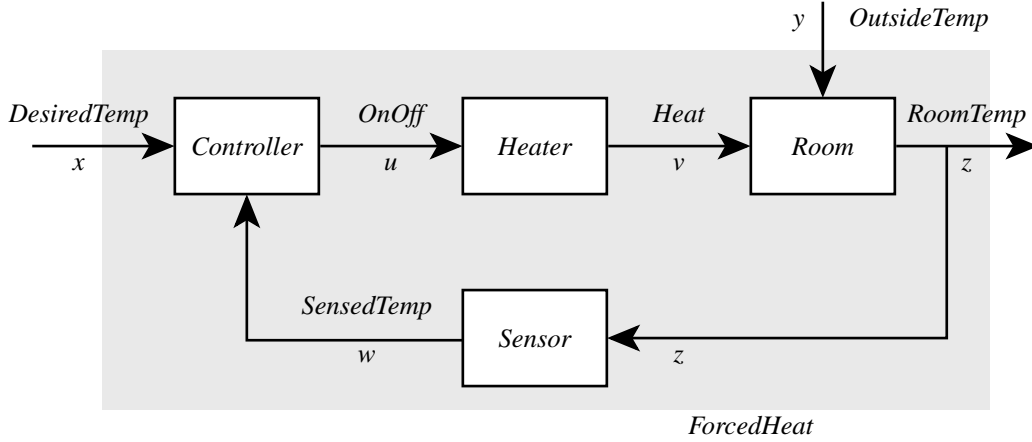 y OutsideTemp
DesiredTemp OnOff Heat RoomTemp
Controller Heater Room
x u v z
SensedTemp Sensor
w z
ForcedHeat